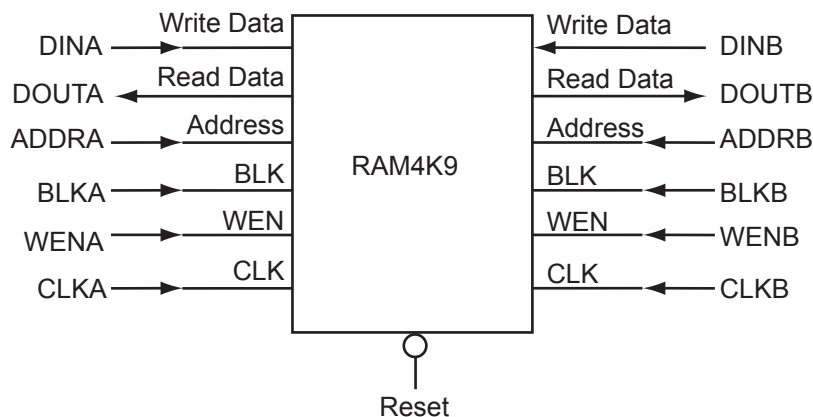 DINA Write Data Write Data DINB
DOUTA Read Data Read Data DOUTB
ADDRA Address Address ADDRB
RAM4K9
BLKA BLK BLK BLKB
WENA WEN WEN WENB
CLKA CLK CLK CLKB
Reset